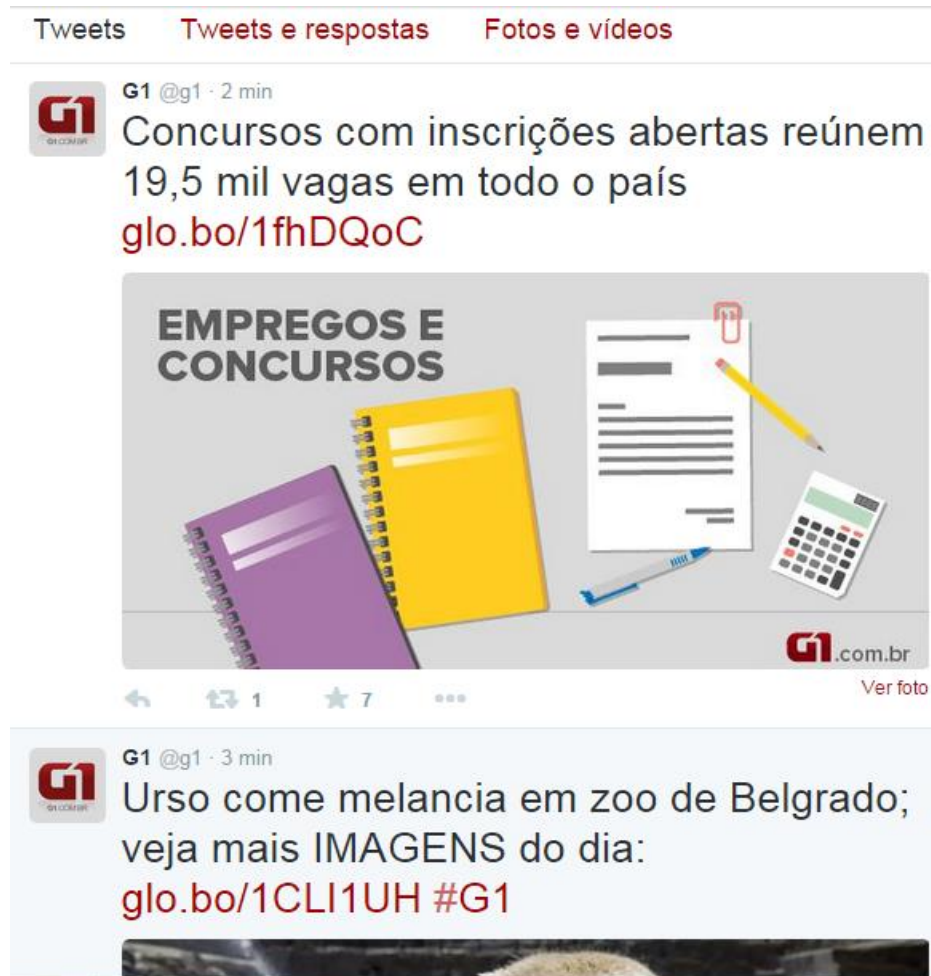 Tweets Tweets e respostas Fotos e vídeos
G1 @g1 · 2 min
Concursos com inscrições abertas reúnem
19,5 mil vagas em todo o país
glo.bo/1fhDQoC
EMPREGOS E
CONCURSOS
G1.com.br
Ver foto
1 7
G1 @g1 · 3 min
Urso come melancia em zoo de Belgrado;
veja mais IMAGENS do dia:
glo.bo/1CLI1UH #G1
G1
G1